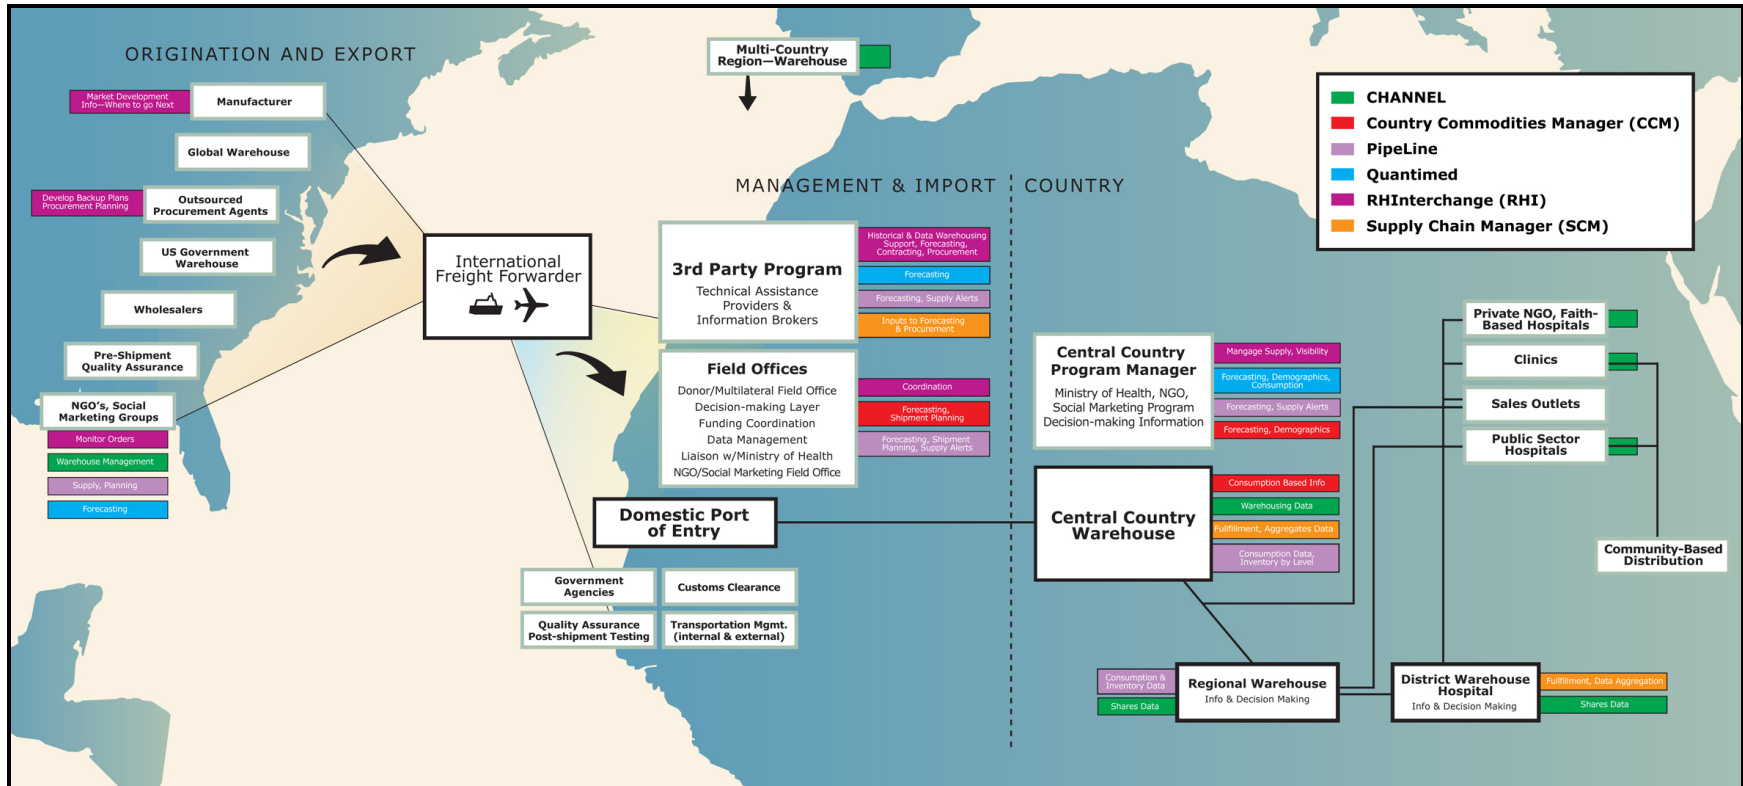 ORIGINATION AND EXPORT
Market Development
Info—Where to go Next
Manufacturer
Global Warehouse
Develop Backup Plans
Procurement Planning
Outsourced
Procurement Agents
US Government
Warehouse
Wholesalers
Pre-Shipment
Quality Assurance
NGO's, Social
Marketing Groups
Monitor Orders
Warehouse Management
Supply, Planning
Forecasting
International
Freight Forwarder
Multi-Country
Region—Warehouse
MANAGEMENT & IMPORT
COUNTRY
3rd Party Program
Technical Assistance
Providers &
Information Brokers
Historical & Data Warehousing
Support, Forecasting,
Contracting, Procurement
Forecasting
Forecasting, Supply Alerts
Inputs to Forecasting
& Procurement
Field Offices
Donor/Multilateral Field Office
Decision-making Layer
Funding Coordination
Data Management
Liaison w/Ministry of Health
NGO/Social Marketing Field Office
Coordination
Forecasting,
Shipment Planning
Forecasting, Shipment
Planning, Supply Alerts
Domestic Port
of Entry
Government
Agencies
Customs Clearance
Quality Assurance
Post-shipment Testing
Transportation Mgmt.
(internal & external)
CHANNEL
Country Commodities Manager (CCM)
PipeLine
Quantimed
RHInterchange (RHI)
Supply Chain Manager (SCM)
Central Country
Program Manager
Ministry of Health, NGO,
Social Marketing Program
Decision-making Information
Mangage Supply, Visibility
Forecasting, Demographics,
Consumption
Forecasting, Supply Alerts
Forecasting, Demographics
Central Country
Warehouse
Consumption Based Info
Warehousing Data
Fullfillment, Aggregates Data
Consumption Data,
Inventory by Level
Private NGO, Faith-
Based Hospitals
Clinics
Sales Outlets
Public Sector
Hospitals
Community-Based
Distribution
Consumption &
Inventory Data
Shares Data
Regional Warehouse
Info & Decision Making
District Warehouse
Hospital
Info & Decision Making
Fullfillment, Data Aggregation
Shares Data